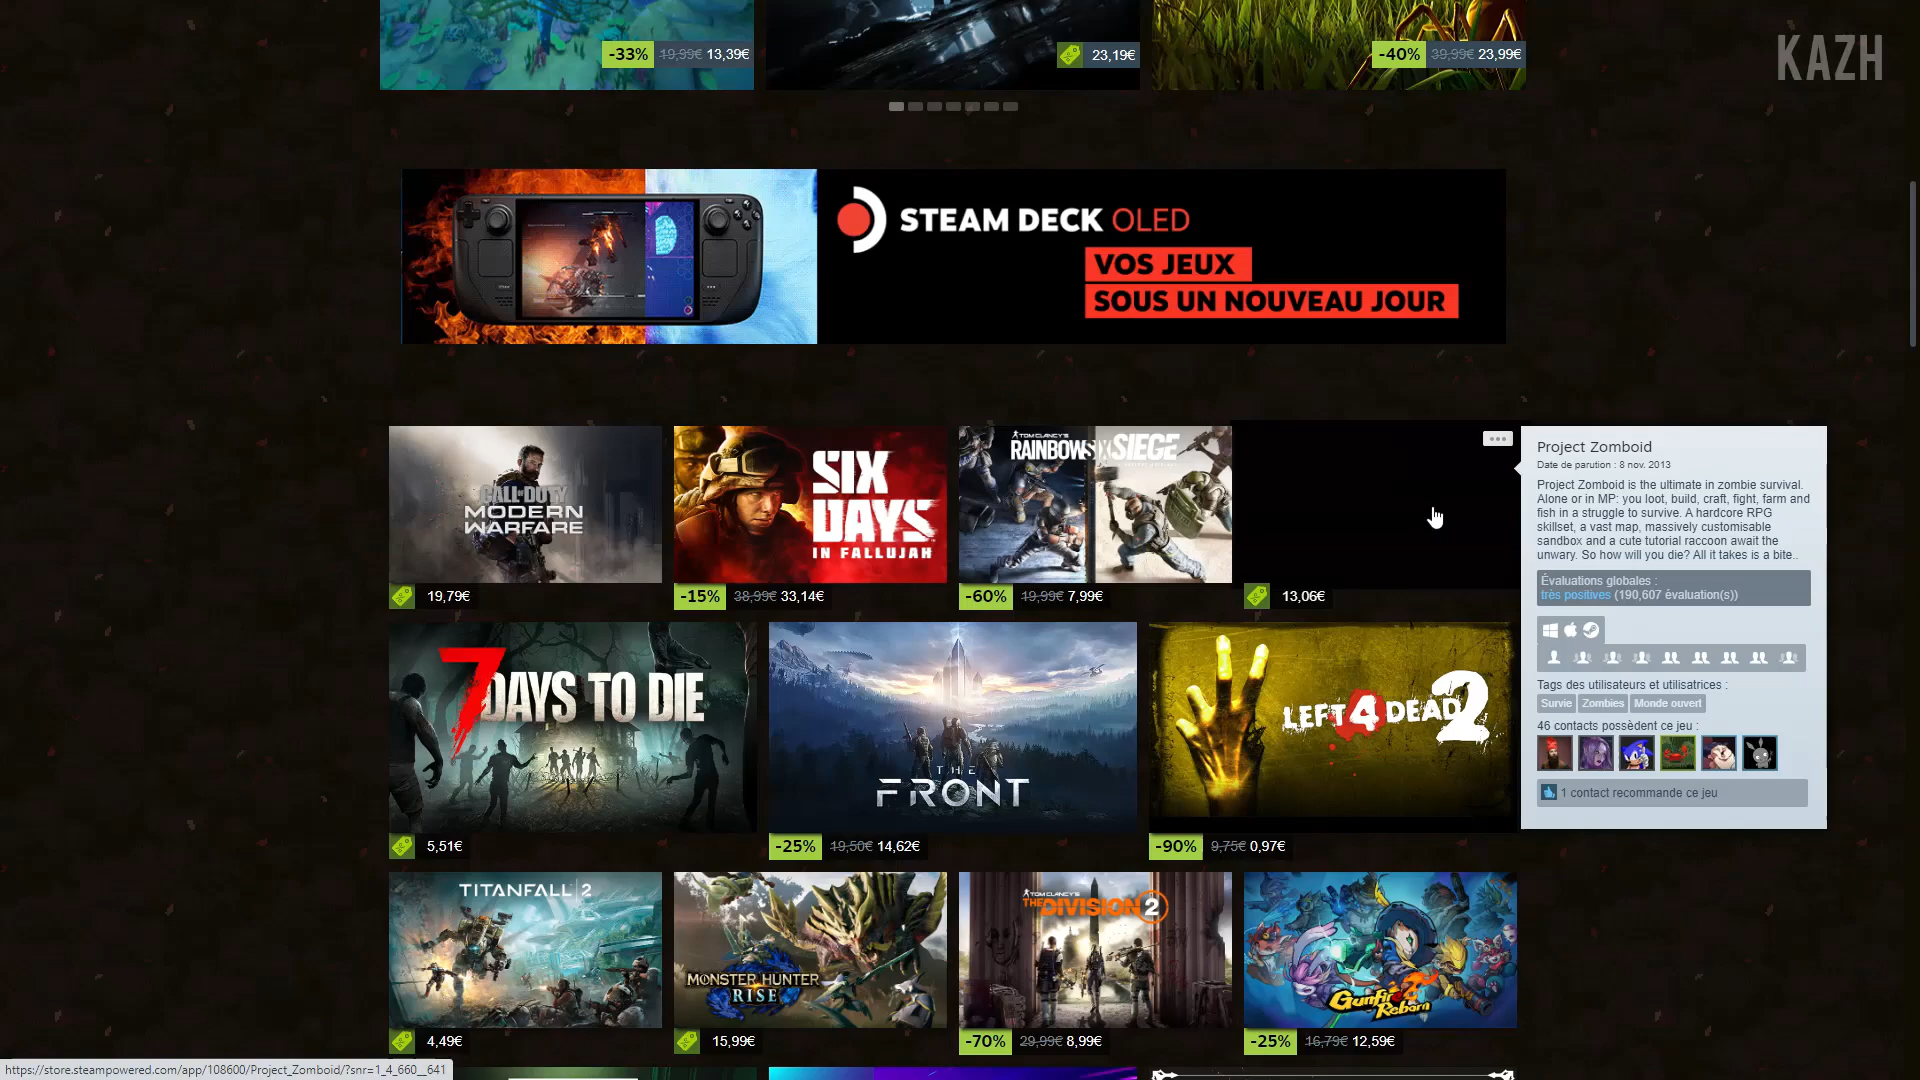 -33% 19,99€ 13,39€
23,19€
-40% 39,99€ 23,99€
KAZH
STEAM DECK OLED
VOS JEUX
SOUS UN NOUVEAU JOUR
CALL OF DUTY
MODERN
WARFARE
SIX
DAYS
IN FALLUJAH
TOM CLANCY'S
RAINBOW SIX SIEGE
19,79€
-15% 38,99€ 33,14€
-60% 19,99€ 7,99€
13,06€
Project Zomboid
Date de parution : 8 nov. 2013
Project Zomboid is the ultimate in zombie survival.
Alone or in MP: you loot, build, craft, fight, farm and
fish in a struggle to survive. A hardcore RPG
skillset, a vast map, massively customisable
sandbox and a cute tutorial raccoon await the
unwary. So how will you die? All it takes is a bite..
Évaluations globales :
très positives (190,607 évaluation(s))
Tags des utilisateurs et utilisatrices :
Survie Zombies Monde ouvert
46 contacts possèdent ce jeu :
1 contact recommande ce jeu
7 DAYS TO DIE
THE
FRONT
LEFT 4 DEAD 2
5,51€
-25% 19,50€ 14,62€
-90% 9,75€ 0,97€
TITANFALL 2
MONSTER HUNTER
RISE
TOM CLANCY'S
THE DIVISION 2
Gunfire
Reborn
4,49€
15,99€
-70% 29,99€ 8,99€
-25% 16,79€ 12,59€
https://store.steampowered.com/app/108600/Project_Zomboid/?snr=1_4_660__641